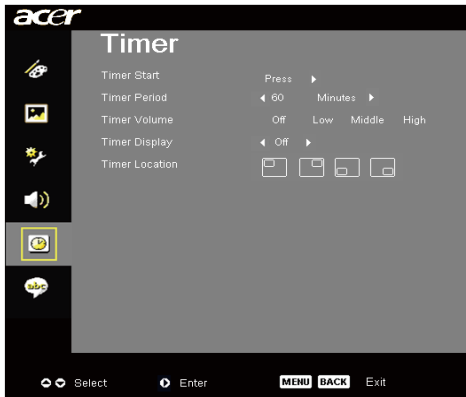 acer
Timer
Timer Start Press
Timer Period 60 Minutes
Timer Volume Off Low Middle High
Timer Display Off
Timer Location
abc
Select Enter MENU BACK Exit